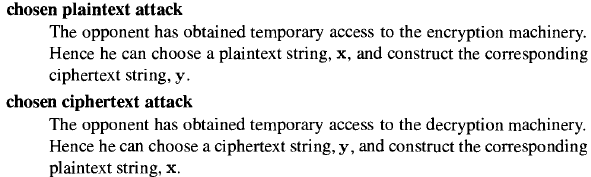 chosen plaintext attack
The opponent has obtained temporary access to the encryption machinery.
Hence he can choose a plaintext string, x, and construct the corresponding
ciphertext string, y.
chosen ciphertext attack
The opponent has obtained temporary access to the decryption machinery.
Hence he can choose a ciphertext string, y, and construct the corresponding
plaintext string, x.